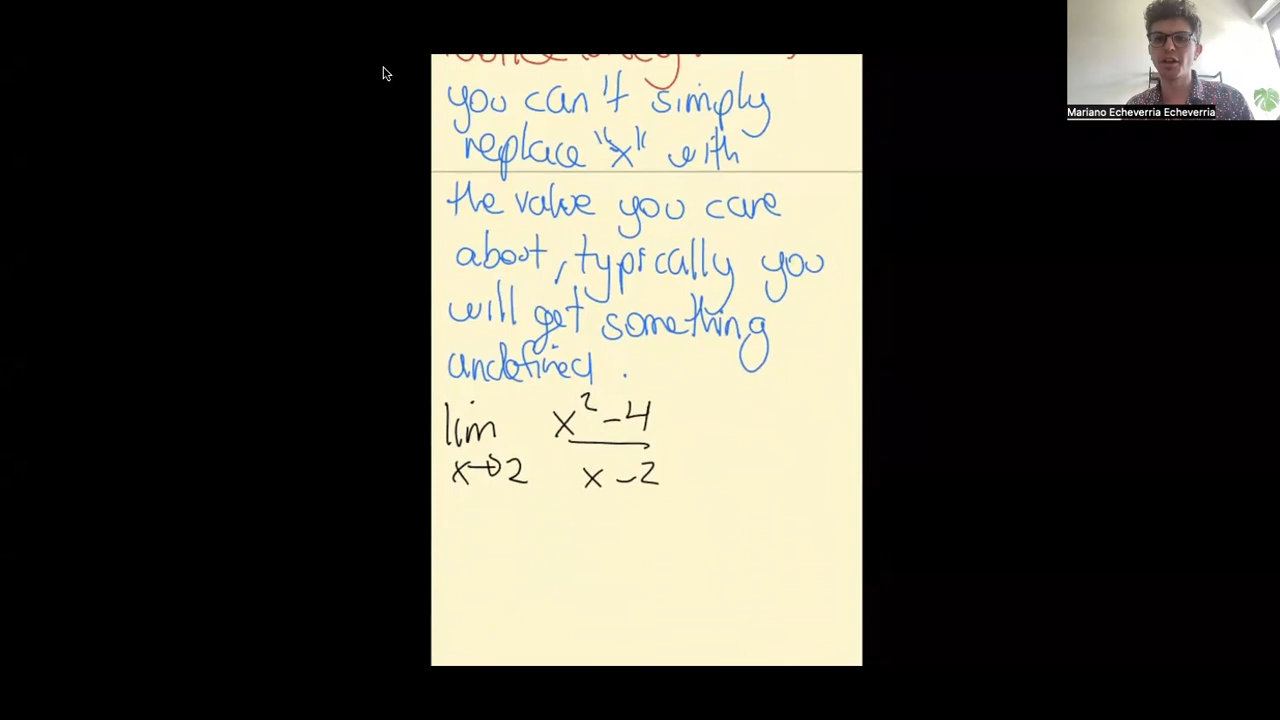 you can't simply
replace "x" with
the value you care
about, typically you
will get something
undefined.
lim x²-4
x→2 x-2
Mariano Echeverria Echeverria